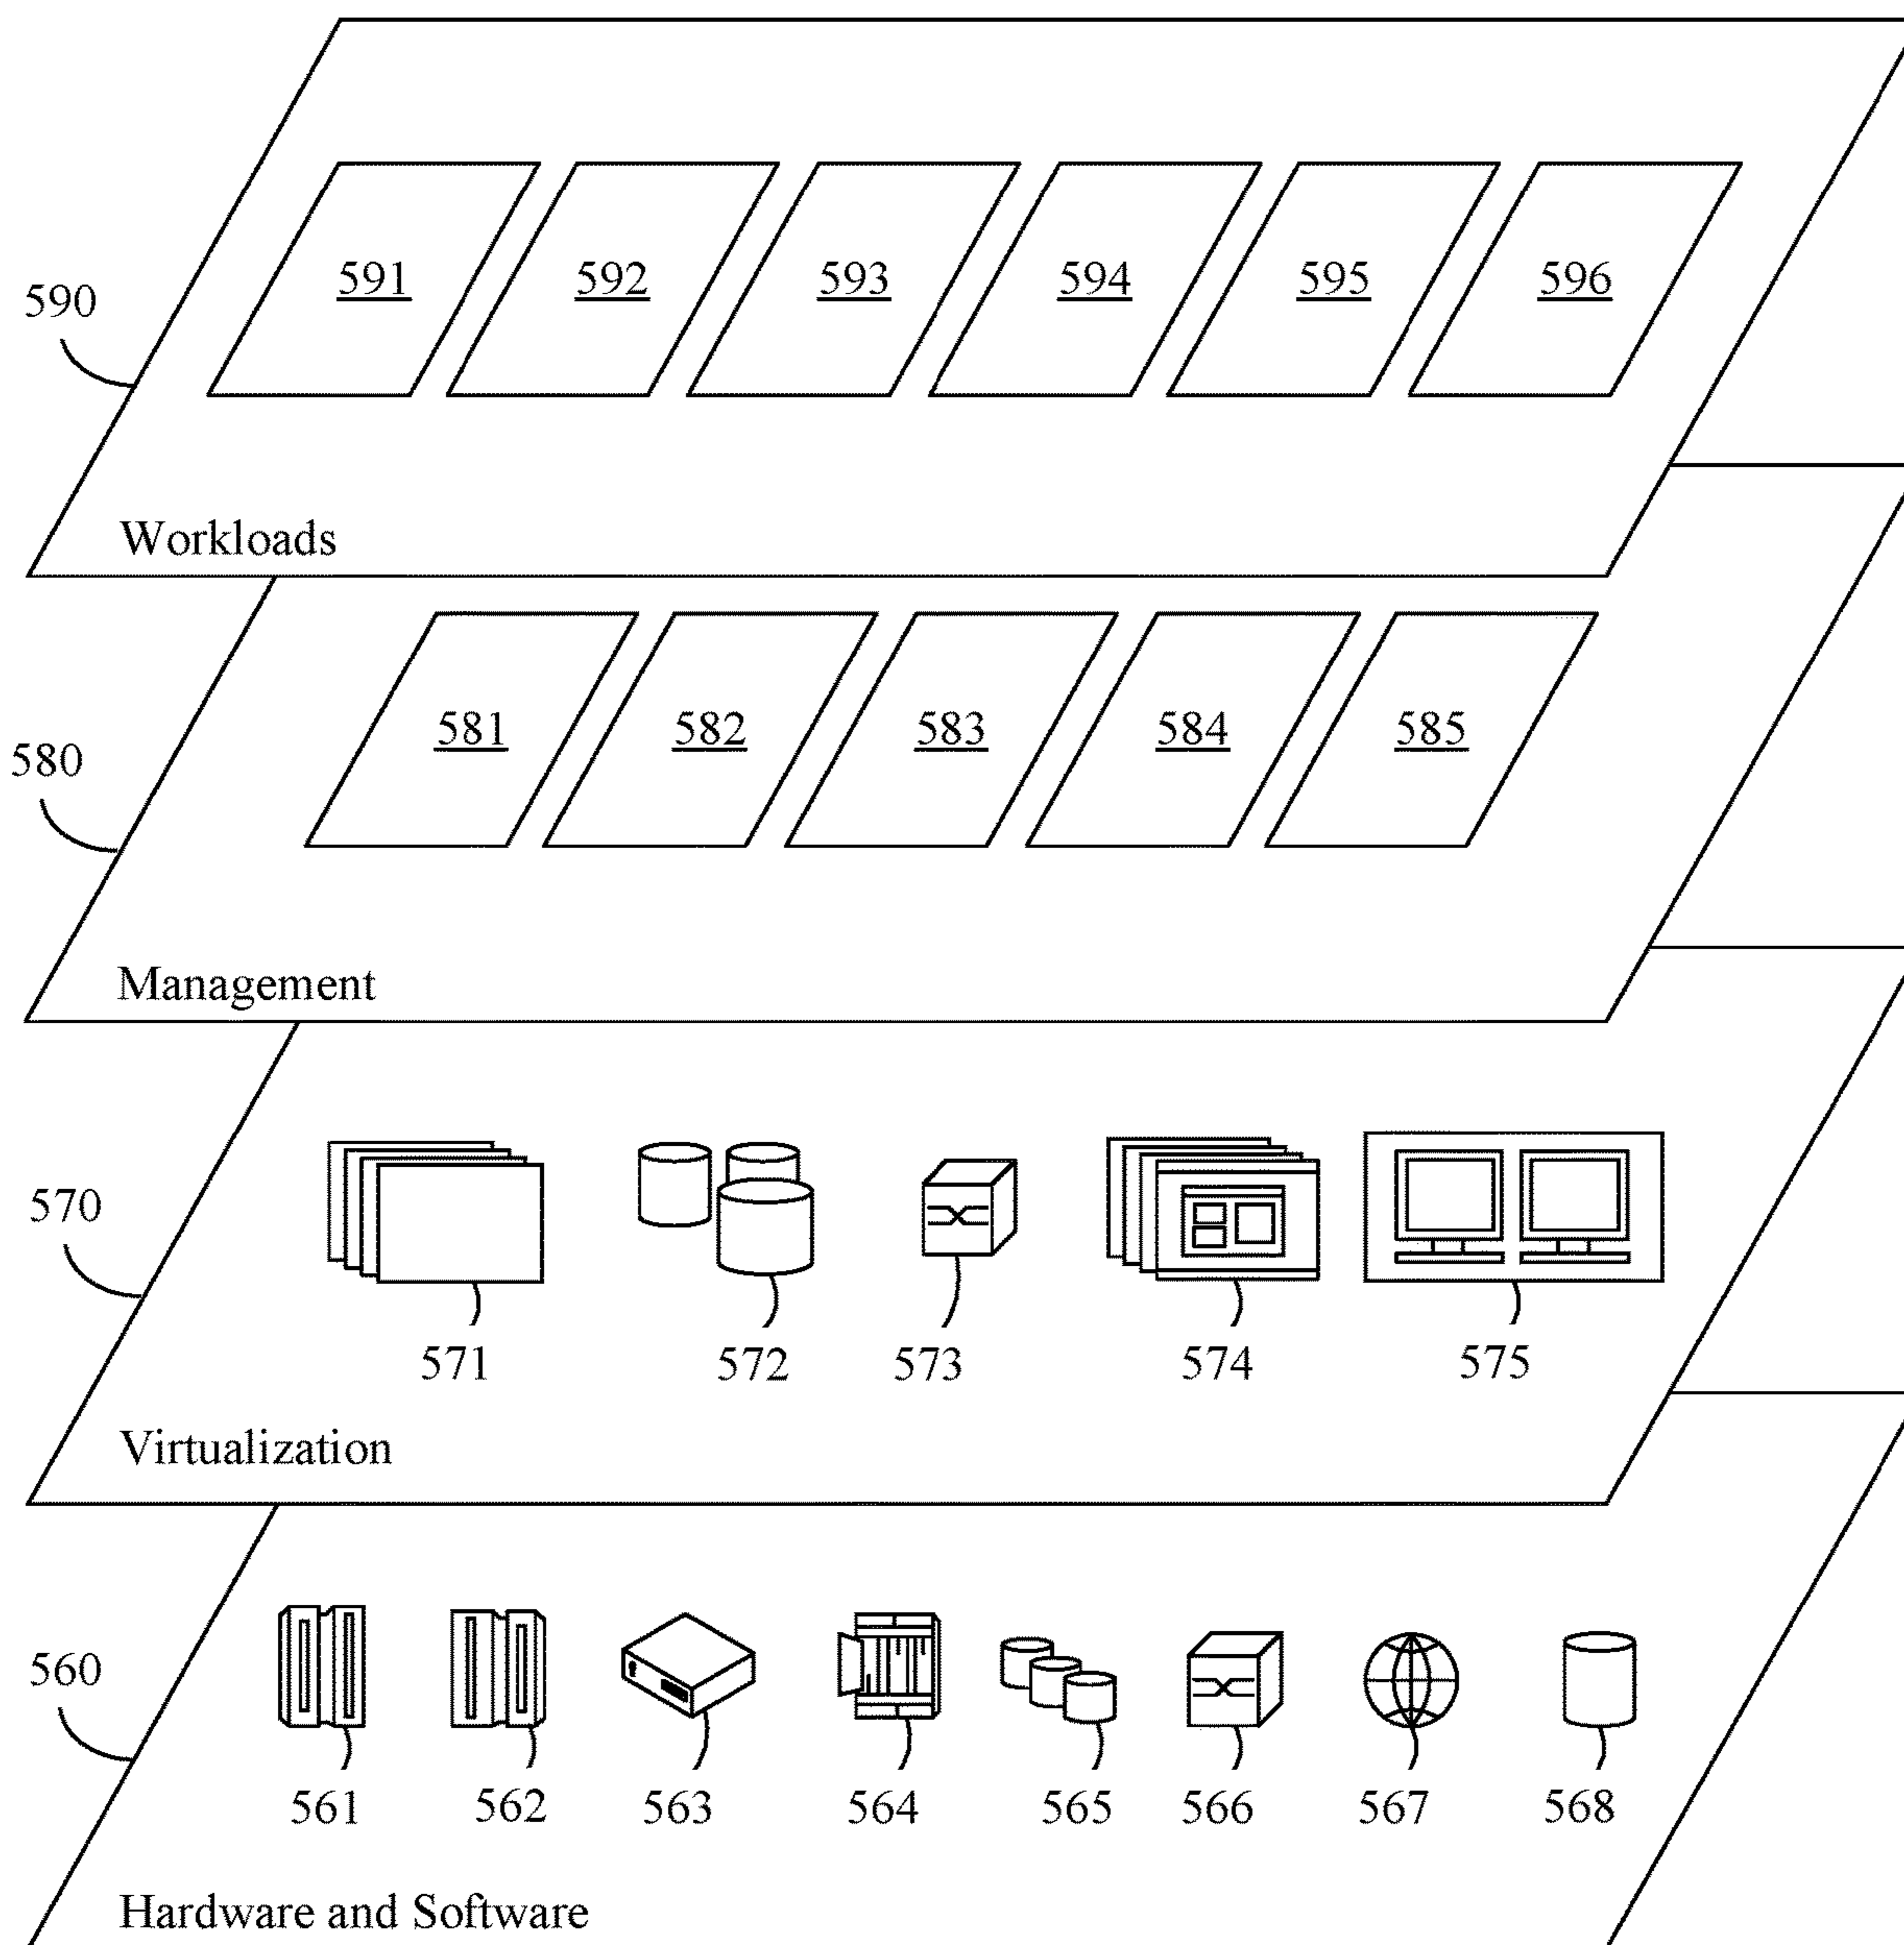 591 592 593 594 595 596
590
Workloads
581 582 583 584 585
580
Management
570
571 572 573 574 575
Virtualization
560
561 562 563 564 565 566 567 568
Hardware and Software